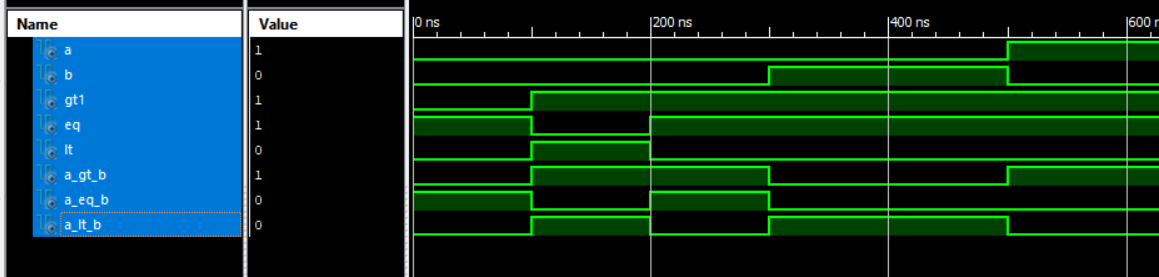 Name Value 0 ns 200 ns 400 ns 600 n
a 1
b 0
gt1 1
eq 1
lt 0
a_gt_b 1
a_eq_b 0
a_lt_b 0